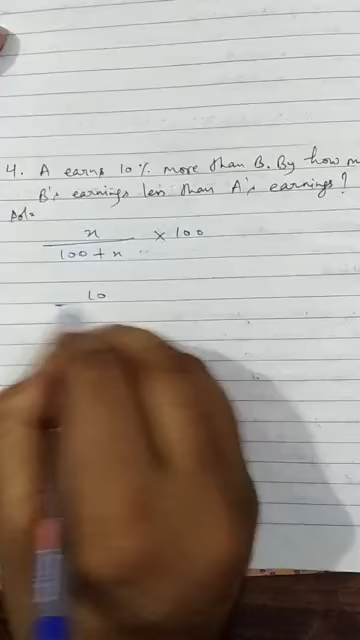 4. A earns 10% more than B. By how m
B's earnings less than A's earnings?
Sol:
x
100 + x × 100
10